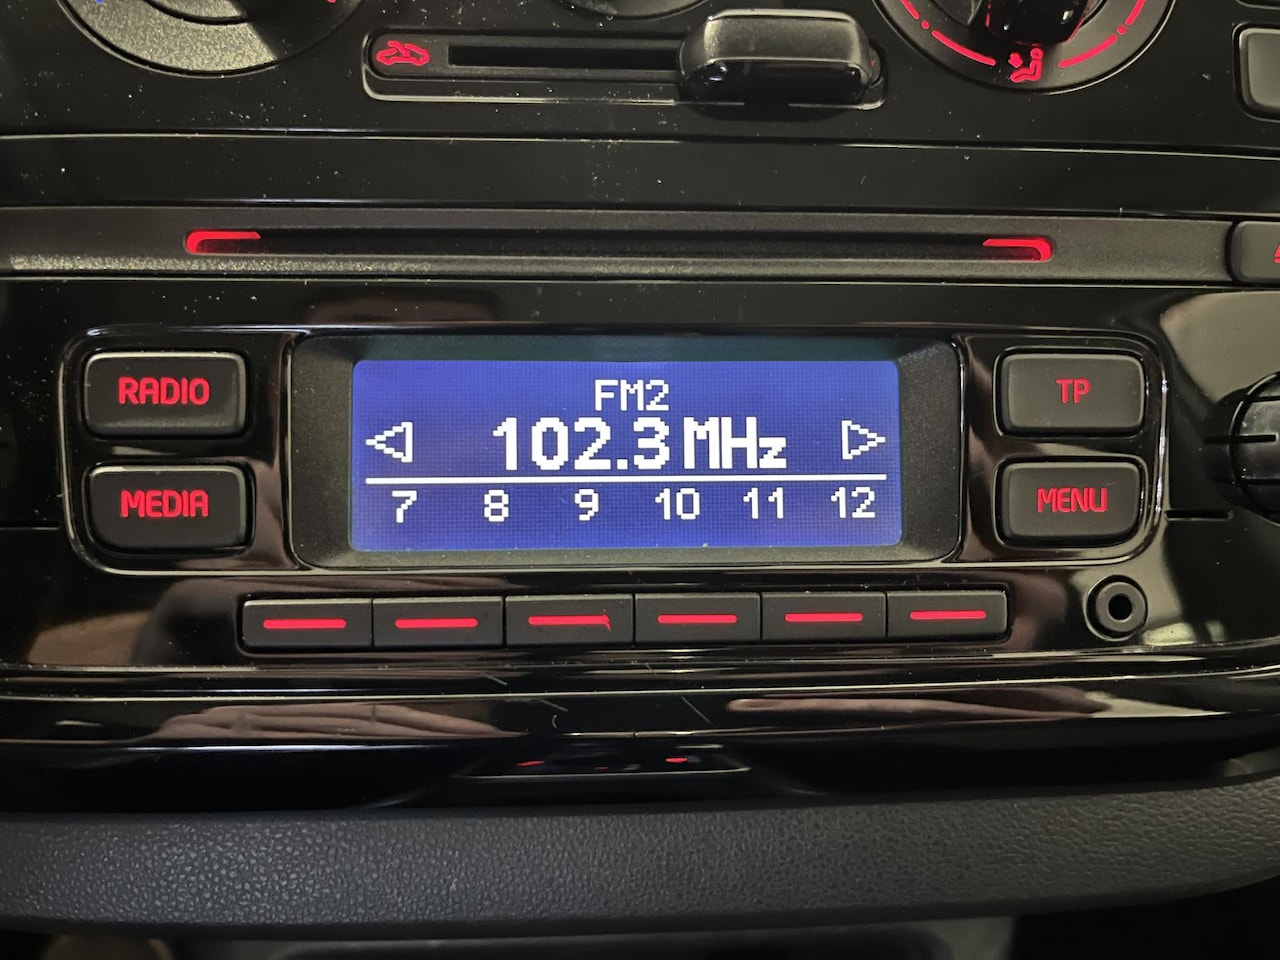 RADIO
MEDIA
FM2
102.3 MHz
7 8 9 10 11 12
TP
MENU